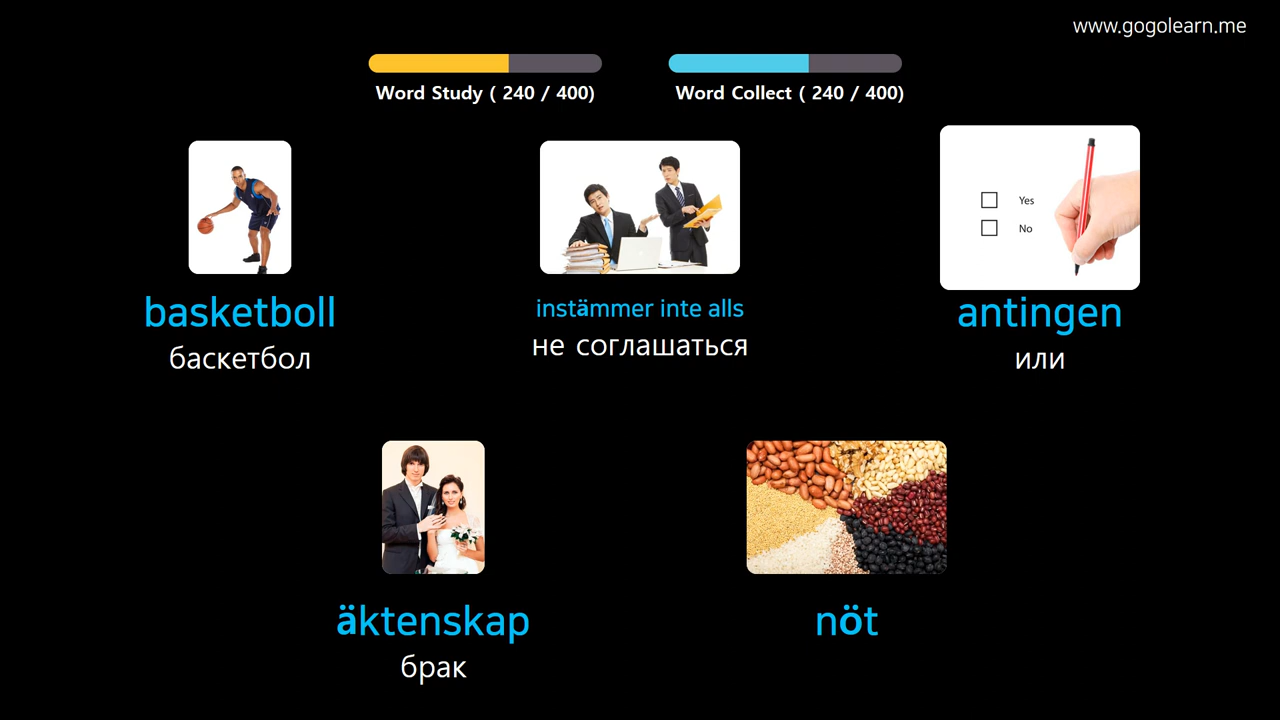 www.gogolearn.me
Word Study ( 240 / 400)
Word Collect ( 240 / 400)
Yes
No
basketboll
баскетбол
instämmer inte alls
не соглашаться
antingen
или
äktenskap
брак
nöt